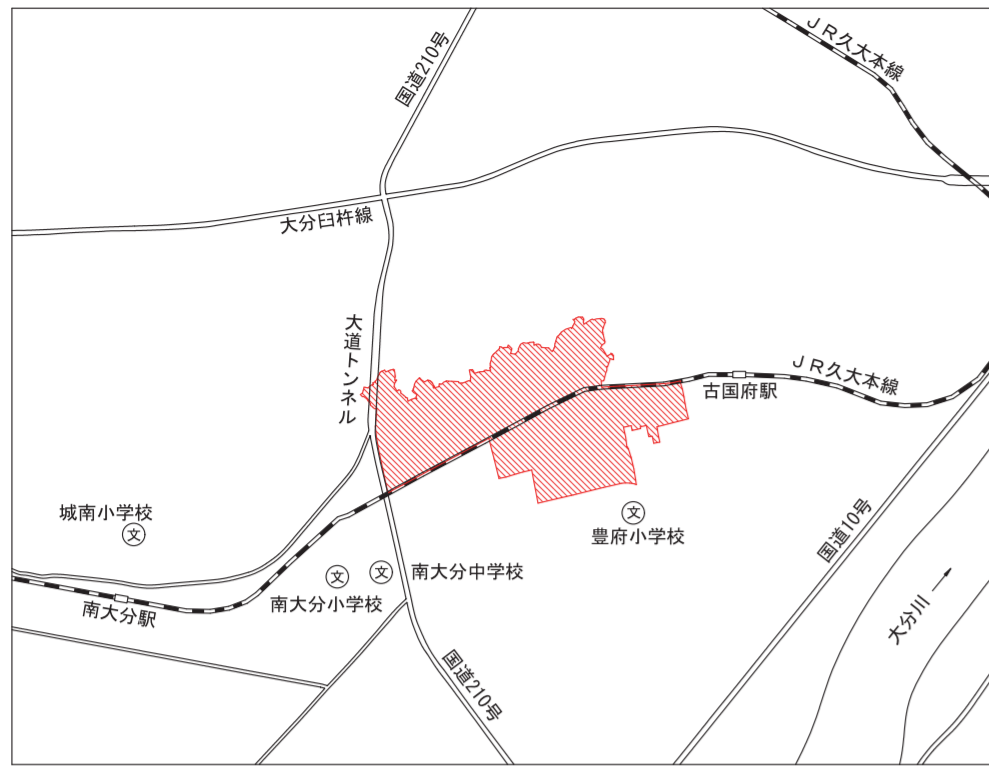 JR久大本線
国道210号
大分臼杵線
大道トンネル
JR久大本線
古国府駅
城南小学校
文
文
豊府小学校
国道10号
文
文
南大分中学校
南大分小学校
南大分駅
大分川
国道210号